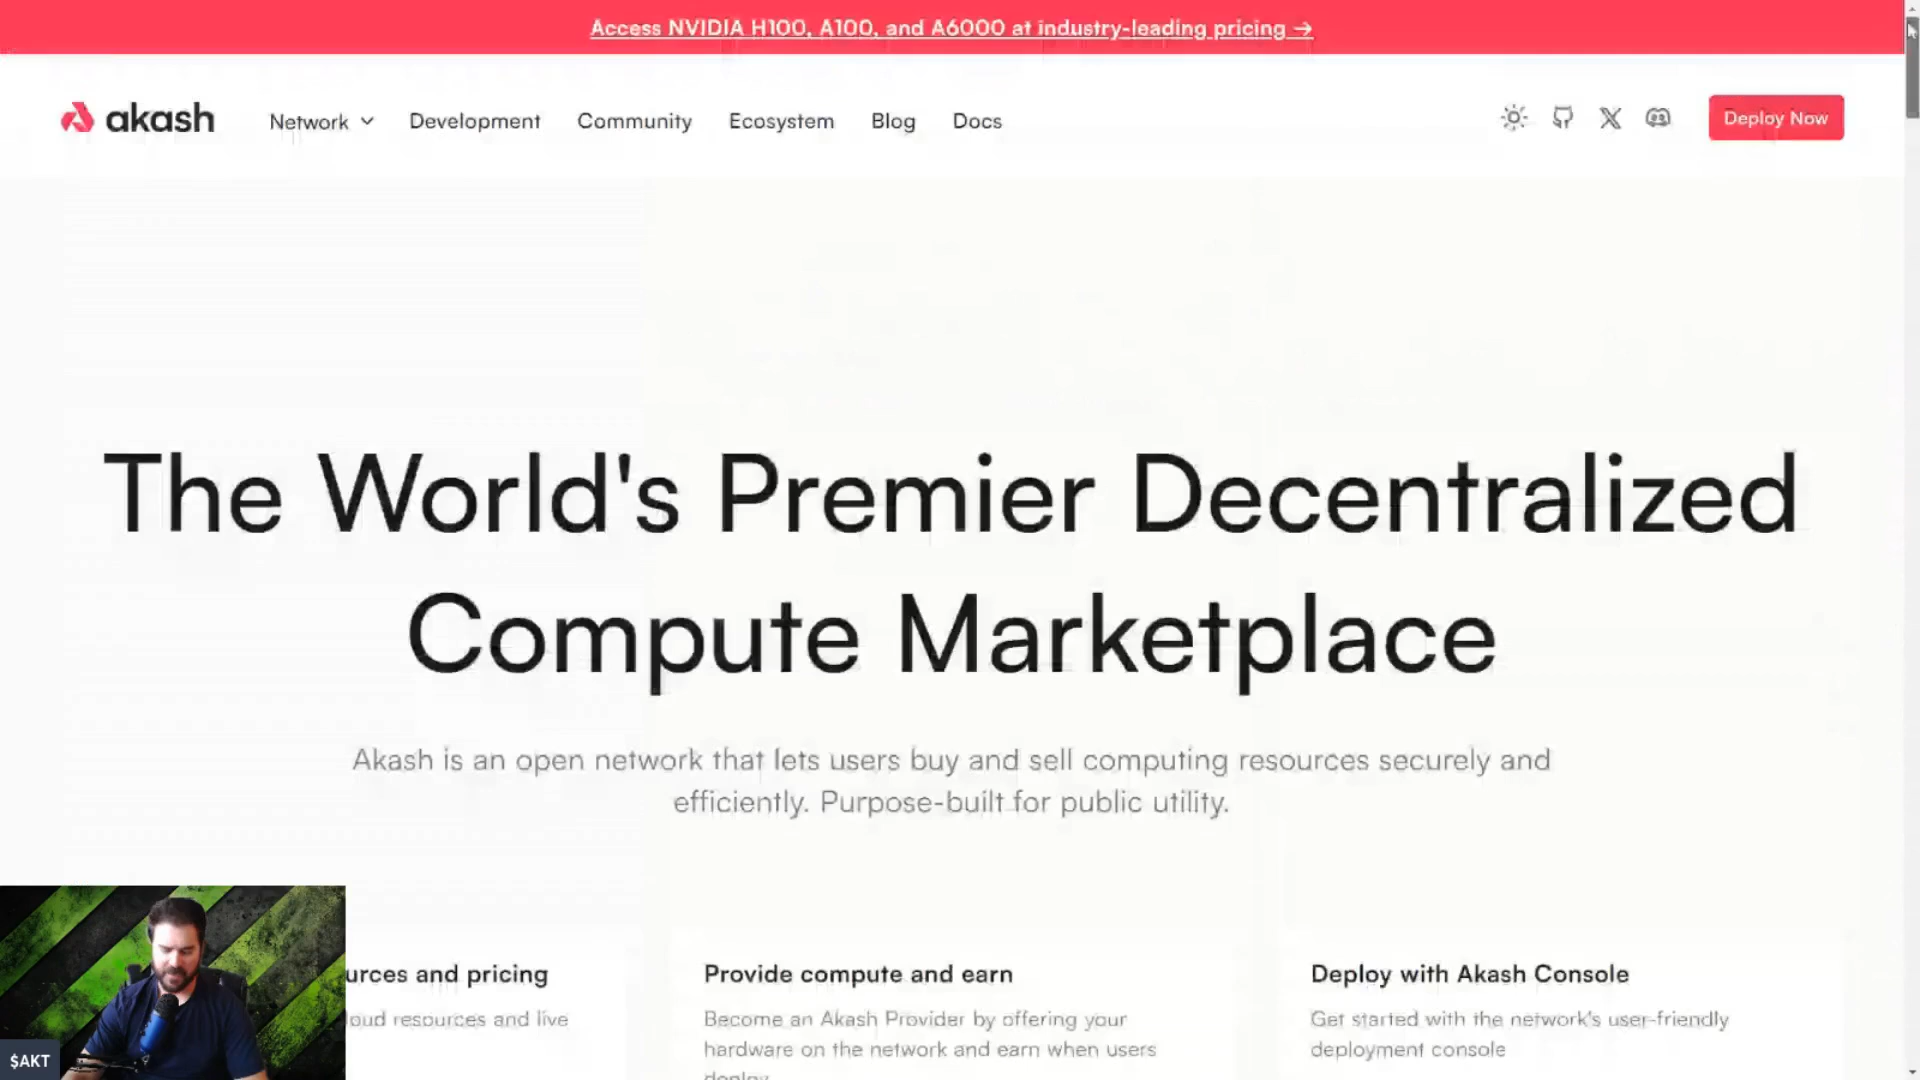 Access NVIDIA H100, A100, and A6000 at industry-leading pricing →
akash
Network
Development
Community
Ecosystem
Blog
Docs
Deploy Now
The World's Premier Decentralized
Compute Marketplace
Akash is an open network that lets users buy and sell computing resources securely and
efficiently. Purpose-built for public utility.
urces and pricing
loud resources and live
Provide compute and earn
Become an Akash Provider by offering your
hardware on the network and earn when users
deploy
Deploy with Akash Console
Get started with the network's user-friendly
deployment console
$AKT